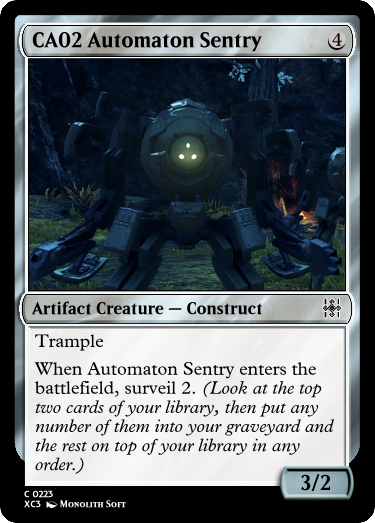 CA02 Automaton Sentry 4
Artifact Creature — Construct
Trample
When Automaton Sentry enters the
battlefield, surveil 2. (Look at the top
two cards of your library, then put any
number of them into your graveyard and
the rest on top of your library in any
order.)
3/2
C 0223
XC3 Monolith Soft